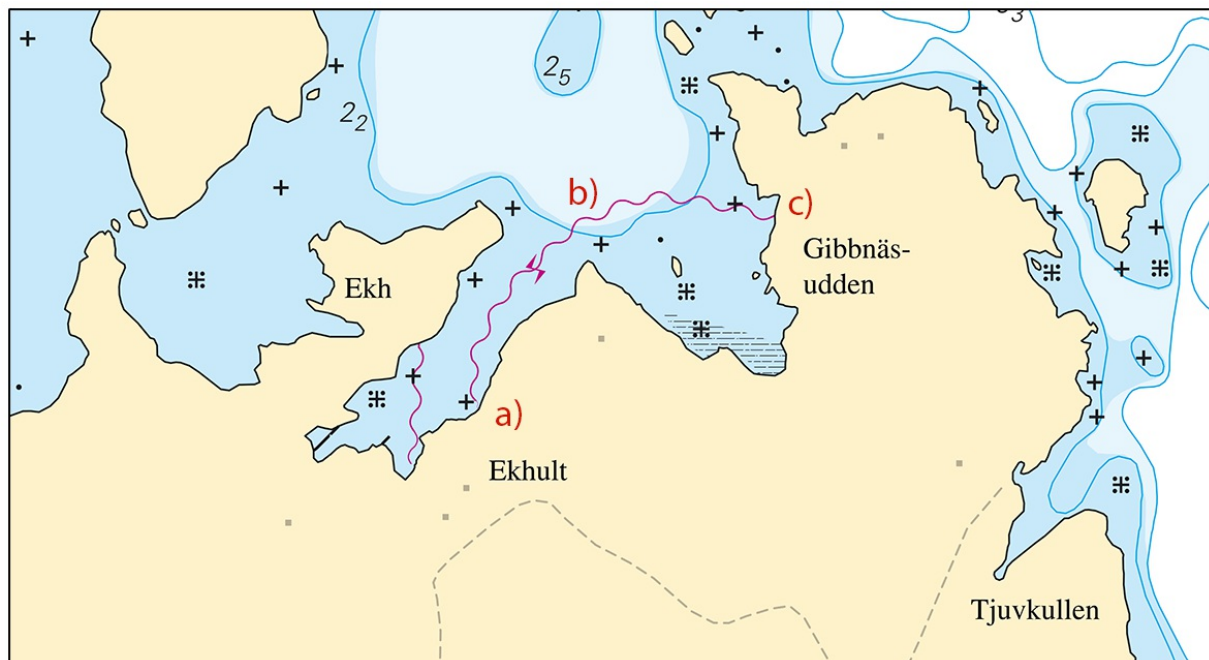 2₅
2₂
b)
c)
Gibbnäs-
udden
Ekh
a)
Ekhult
Tjuvkullen